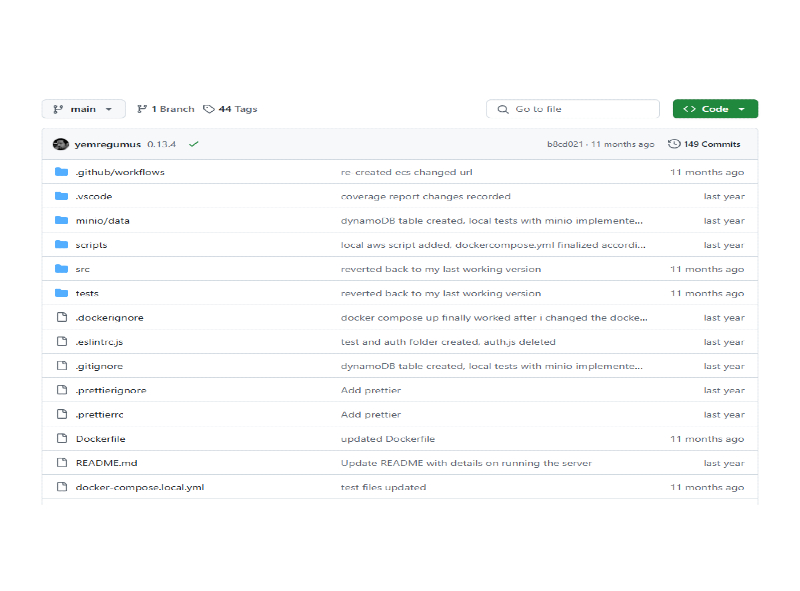 main 1 Branch 44 Tags Go to file Code
yemregumus 0.13.4 b8cd021 · 11 months ago 149 Commits
.github/workflows re-created ecs changed url 11 months ago
.vscode coverage report changes recorded last year
minio/data dynamoDB table created, local tests with minio implemente... last year
scripts local aws script added, dockercompose.yml finalized accordi... last year
src reverted back to my last working version 11 months ago
tests reverted back to my last working version 11 months ago
.dockerignore docker compose up finally worked after i changed the docke... last year
.eslintrc.js test and auth folder created, auth.js deleted last year
.gitignore dynamoDB table created, local tests with minio implemente... last year
.prettierignore Add prettier last year
.prettierrc Add prettier last year
Dockerfile updated Dockerfile 11 months ago
README.md Update README with details on running the server last year
docker-compose.local.yml test files updated 11 months ago